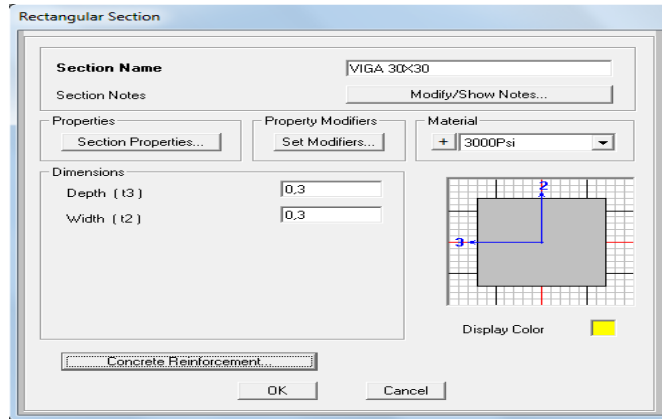 Rectangular Section
Section Name VIGA 30X30
Section Notes Modify/Show Notes...
Properties Property Modifiers Material
Section Properties... Set Modifiers... + 3000Psi
Dimensions
Depth ( t3 ) 0,3
Width ( t2 ) 0,3
2
3
Display Color
Concrete Reinforcement...
OK Cancel